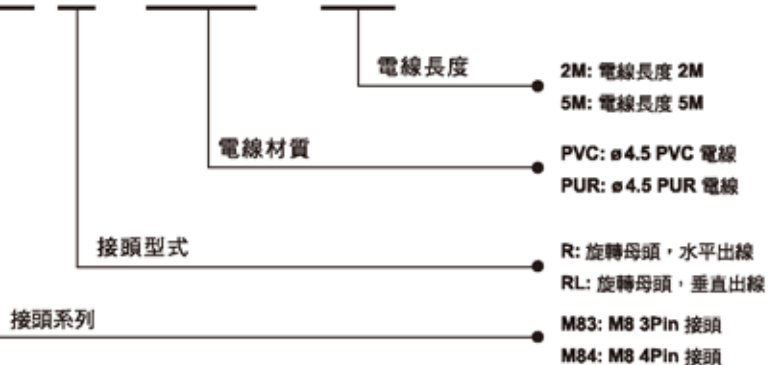 電線長度
2M: 電線長度 2M
5M: 電線長度 5M
電線材質
PVC: ø4.5 PVC 電線
PUR: ø4.5 PUR 電線
接頭型式
R: 旋轉母頭，水平出線
RL: 旋轉母頭，垂直出線
接頭系列
M83: M8 3Pin 接頭
M84: M8 4Pin 接頭